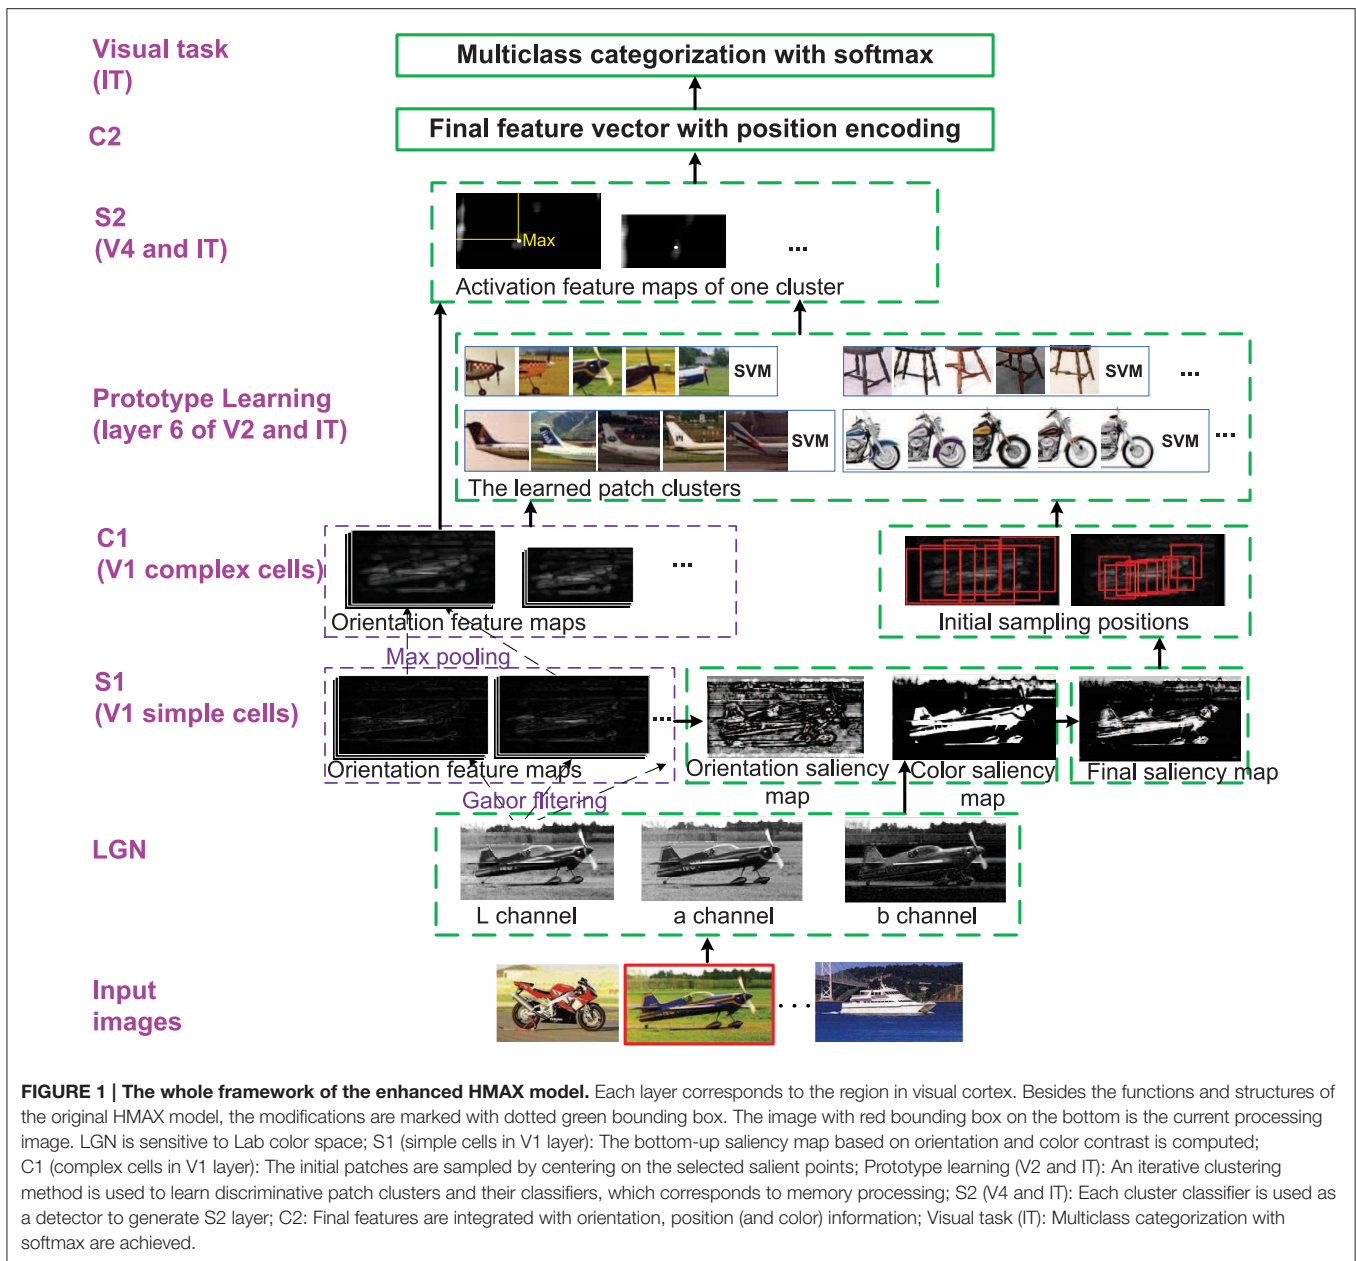 Visual task
(IT)
Multiclass categorization with softmax
C2
Final feature vector with position encoding
S2
(V4 and IT)
Max
...
Activation feature maps of one cluster
Prototype Learning
(layer 6 of V2 and IT)
SVM
SVM
...
SVM
SVM
...
The learned patch clusters
C1
(V1 complex cells)
...
Orientation feature maps
Initial sampling positions
Max pooling
S1
(V1 simple cells)
...
Orientation feature maps
Orientation saliency
map
Color saliency
map
Final saliency map
Gabor flitering
LGN
L channel
a channel
b channel
Input
images
...
FIGURE 1 | The whole framework of the enhanced HMAX model. Each layer corresponds to the region in visual cortex. Besides the functions and structures of
the original HMAX model, the modifications are marked with dotted green bounding box. The image with red bounding box on the bottom is the current processing
image. LGN is sensitive to Lab color space; S1 (simple cells in V1 layer): The bottom-up saliency map based on orientation and color contrast is computed;
C1 (complex cells in V1 layer): The initial patches are sampled by centering on the selected salient points; Prototype learning (V2 and IT): An iterative clustering
method is used to learn discriminative patch clusters and their classifiers, which corresponds to memory processing; S2 (V4 and IT): Each cluster classifier is used as
a detector to generate S2 layer; C2: Final features are integrated with orientation, position (and color) information; Visual task (IT): Multiclass categorization with
softmax are achieved.